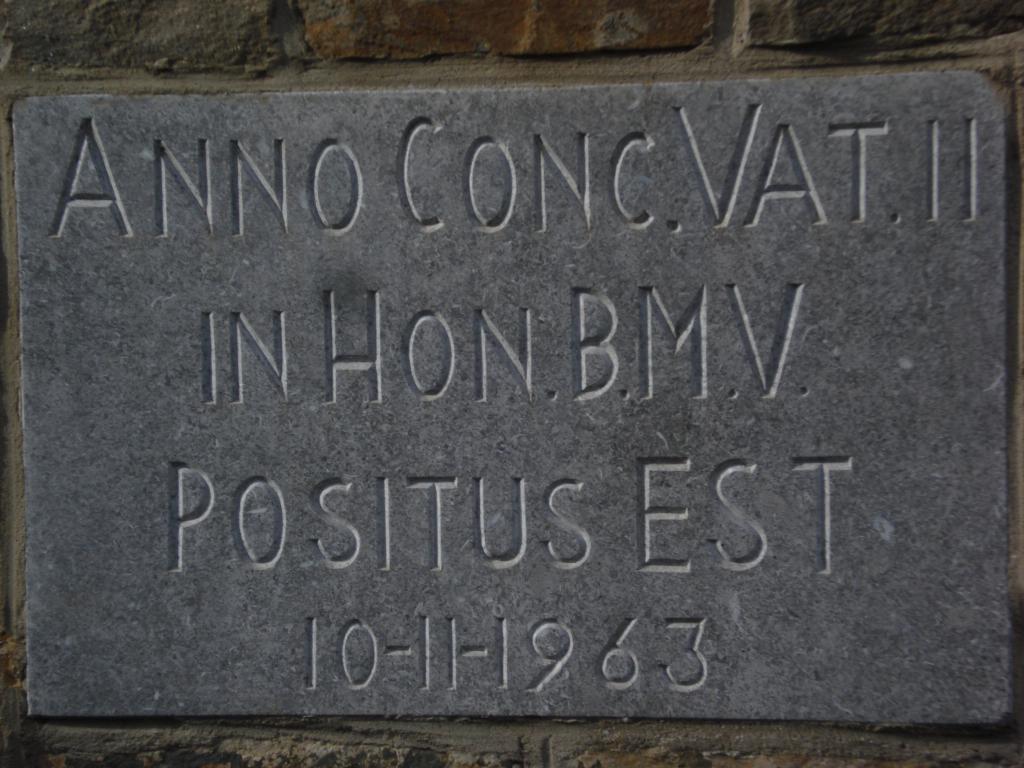 ANNO CONC. VAT. II
IN HON. B.M.V.
POSITUS EST
10-11-1963